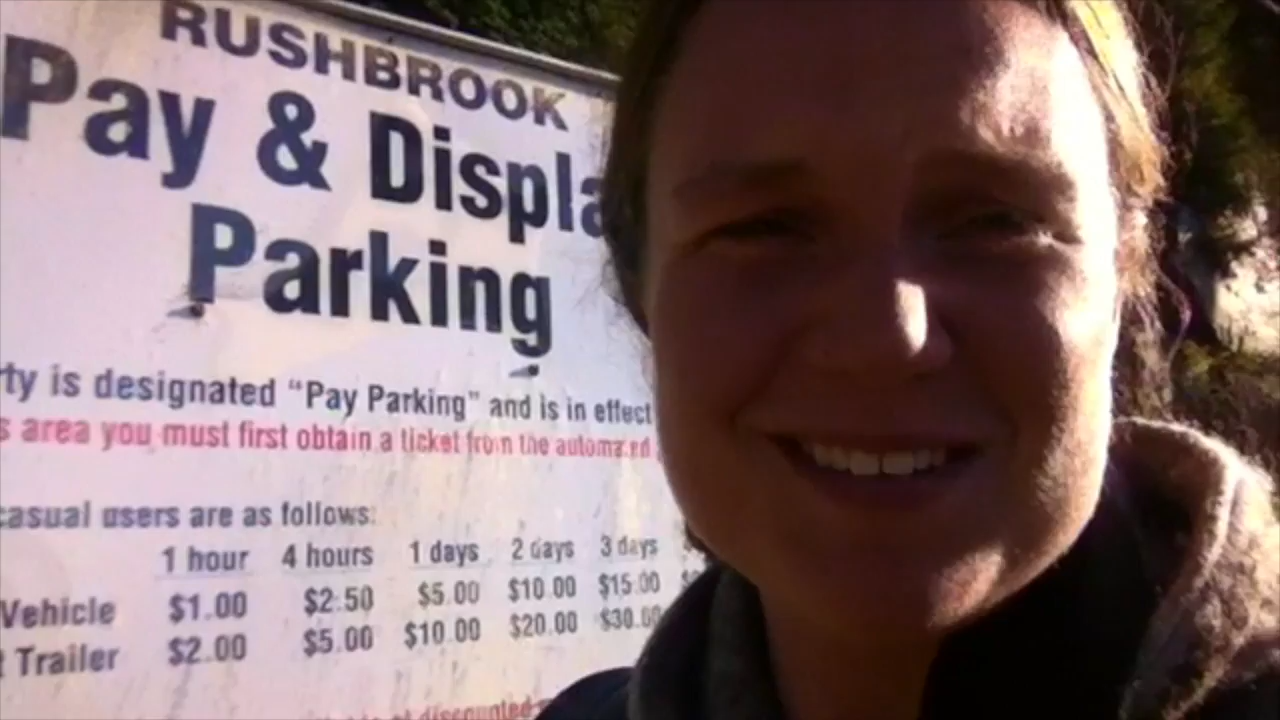 RUSHBROOK
Pay & Displa
Parking
rty is designated “Pay Parking” and is in effect
s area you must first obtain a ticket from the automated
casual users are as follows:
1 hour 4 hours 1 days 2 days 3 days
Vehicle $1.00 $2.50 $5.00 $10.00 $15.00
t Trailer $2.00 $5.00 $10.00 $20.00 $30.00
discounted